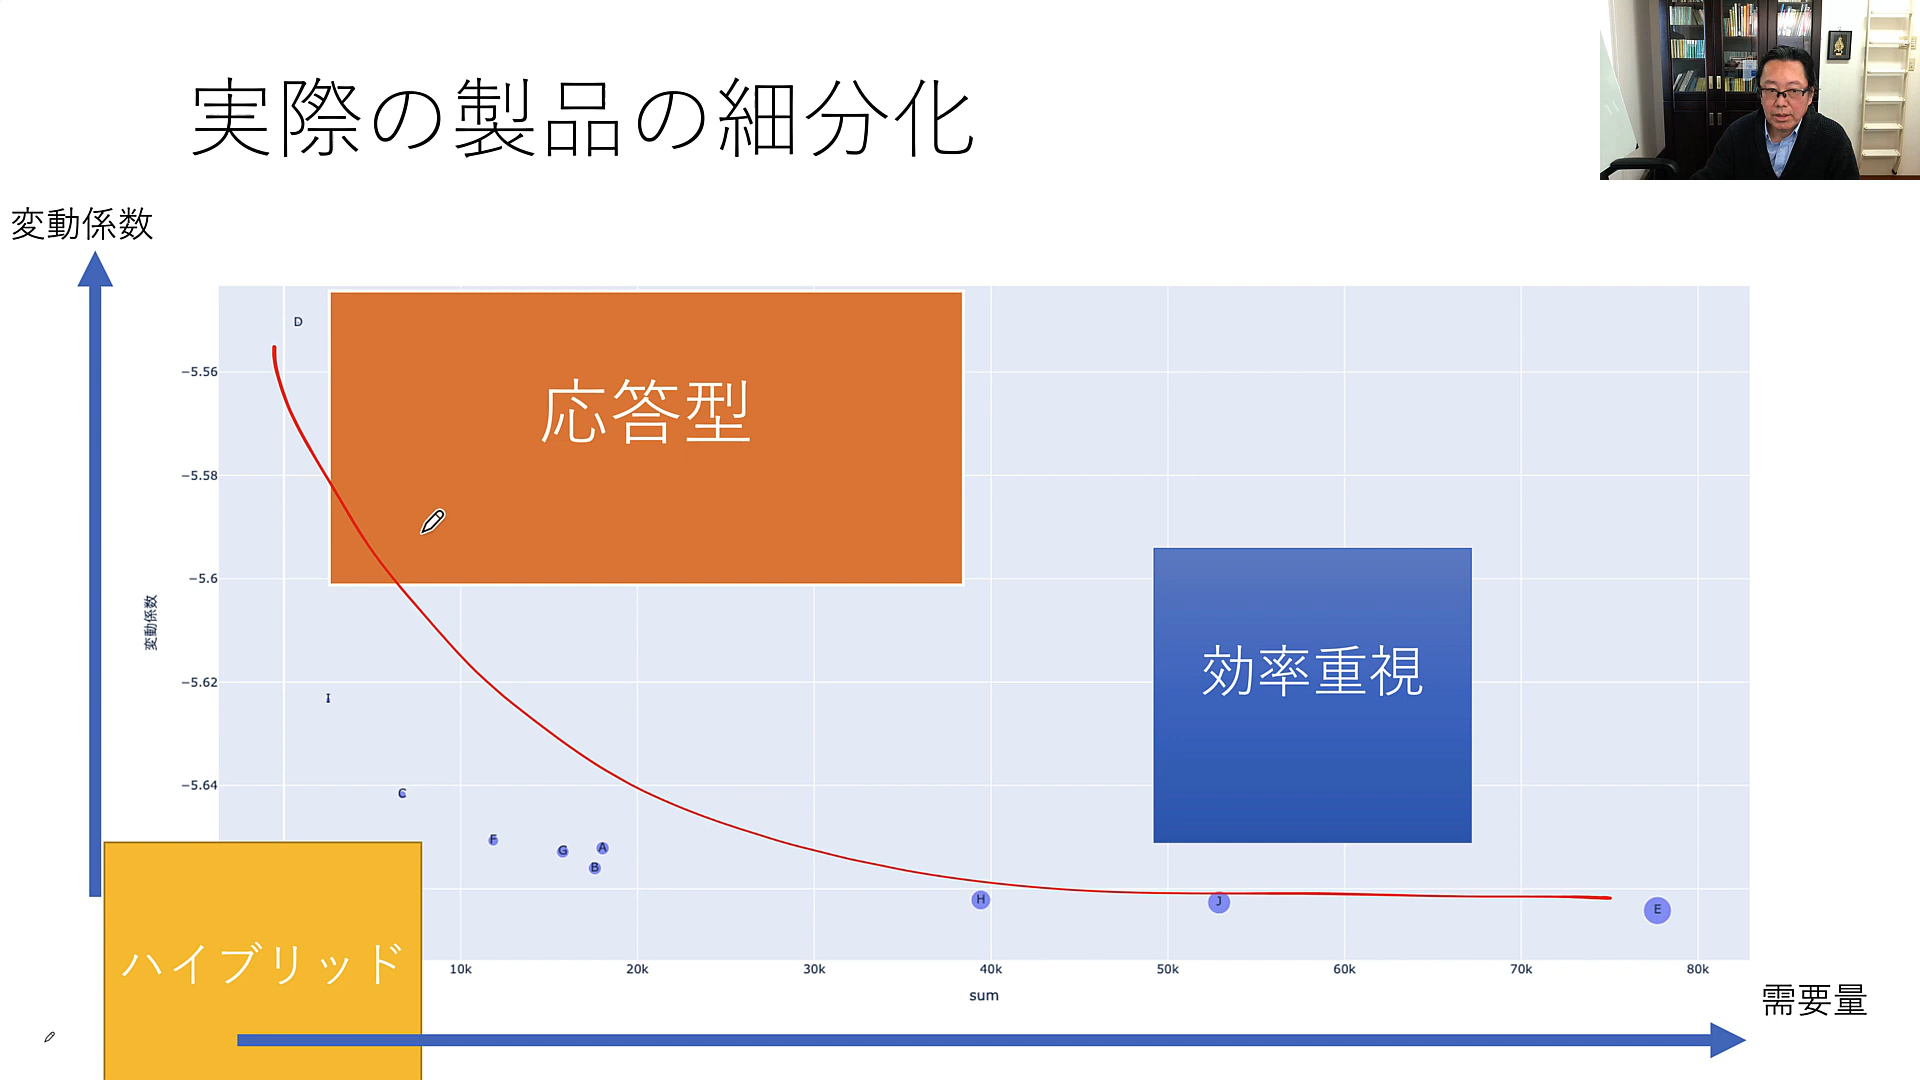 実際の製品の細分化
変動係数
D
応答型
−5.56
−5.58
−5.6
変動係数
効率重視
−5.62
I
−5.64
C
F
G
A
B
H
J
E
ハイブリッド
10k
20k
30k
40k
50k
60k
70k
80k
sum
需要量